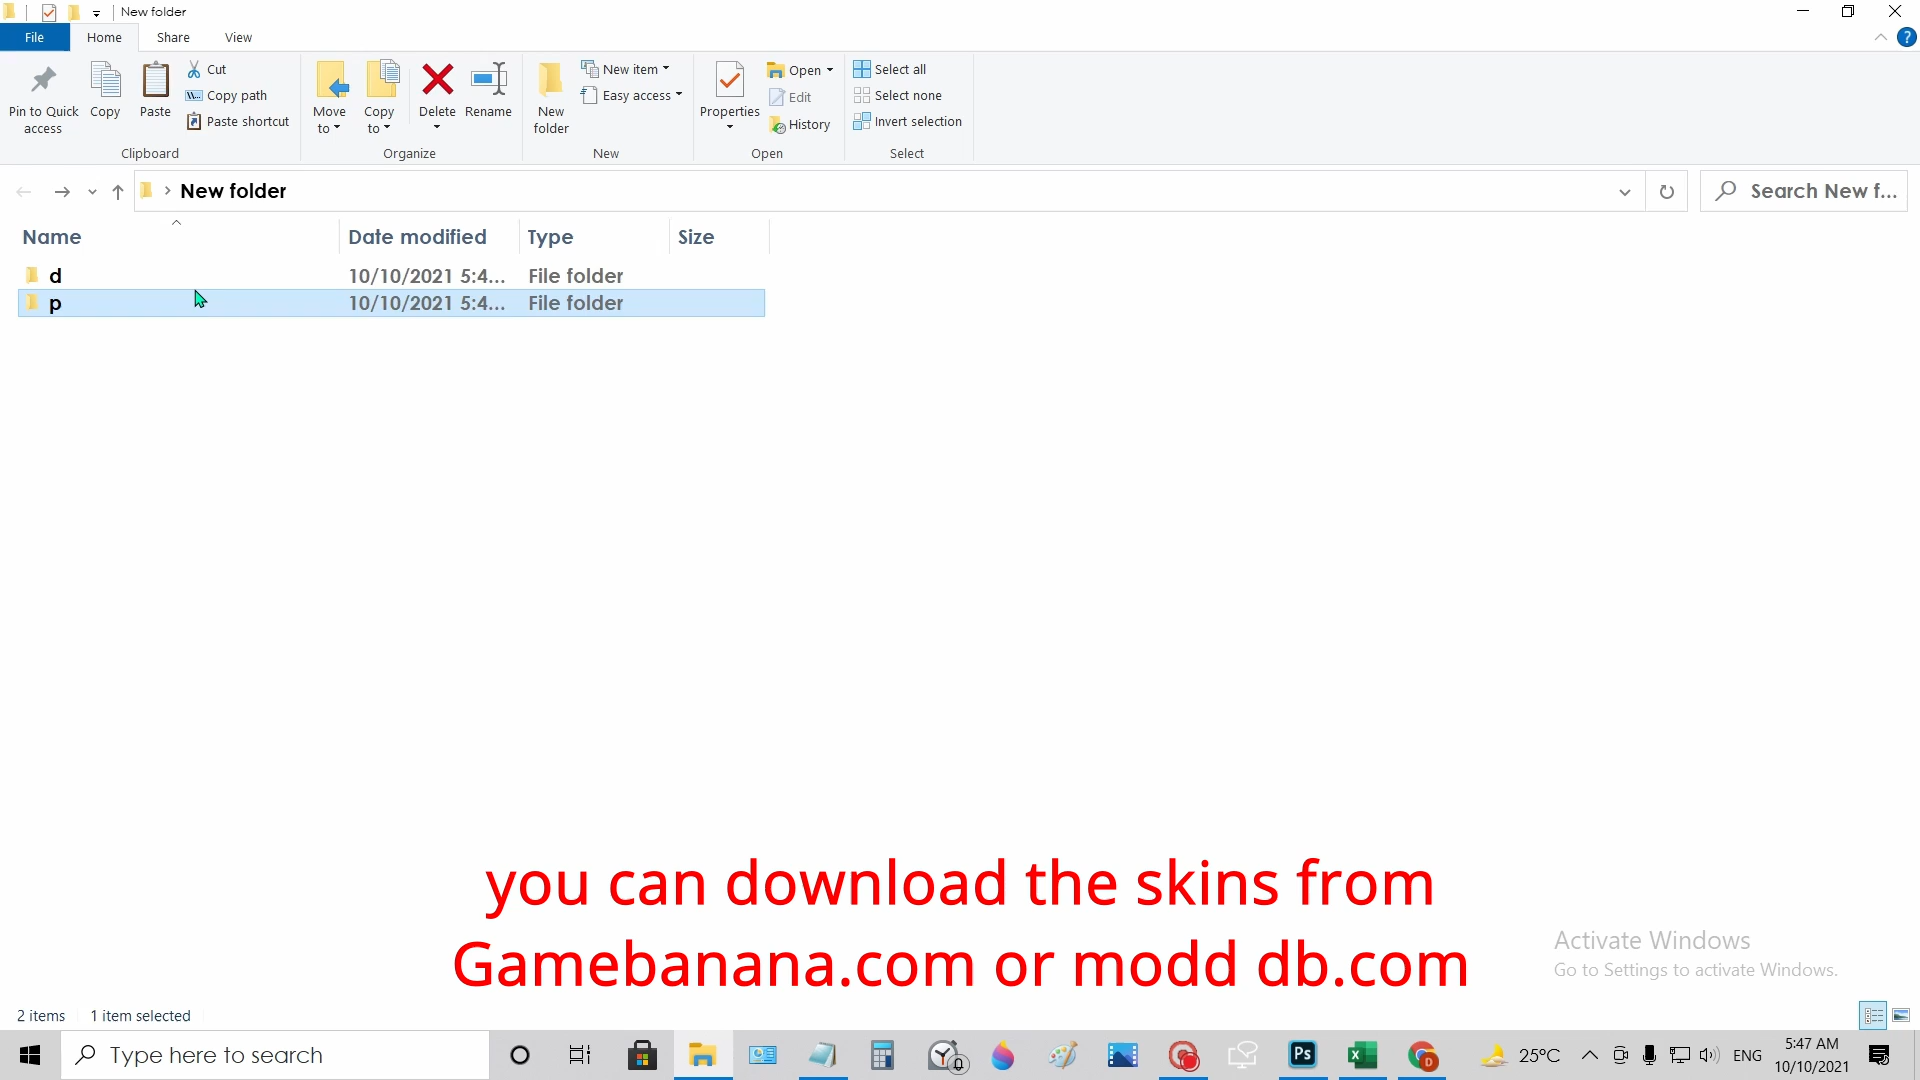 New folder
File Home Share View
Pin to Quick access
Copy
Paste
Cut
Copy path
Paste shortcut
Clipboard
Move to
Copy to
Delete
Rename
Organize
New folder
New item
Easy access
New
Properties
Open
Edit
History
Open
Select all
Select none
Invert selection
Select
New folder
Search New f...
Name Date modified Type Size
d 10/10/2021 5:4... File folder
p 10/10/2021 5:4... File folder
you can download the skins from
Gamebanana.com or modd db.com
Activate Windows
Go to Settings to activate Windows.
2 items 1 item selected
Type here to search
Ps
D
25°C
ENG
5:47 AM
10/10/2021